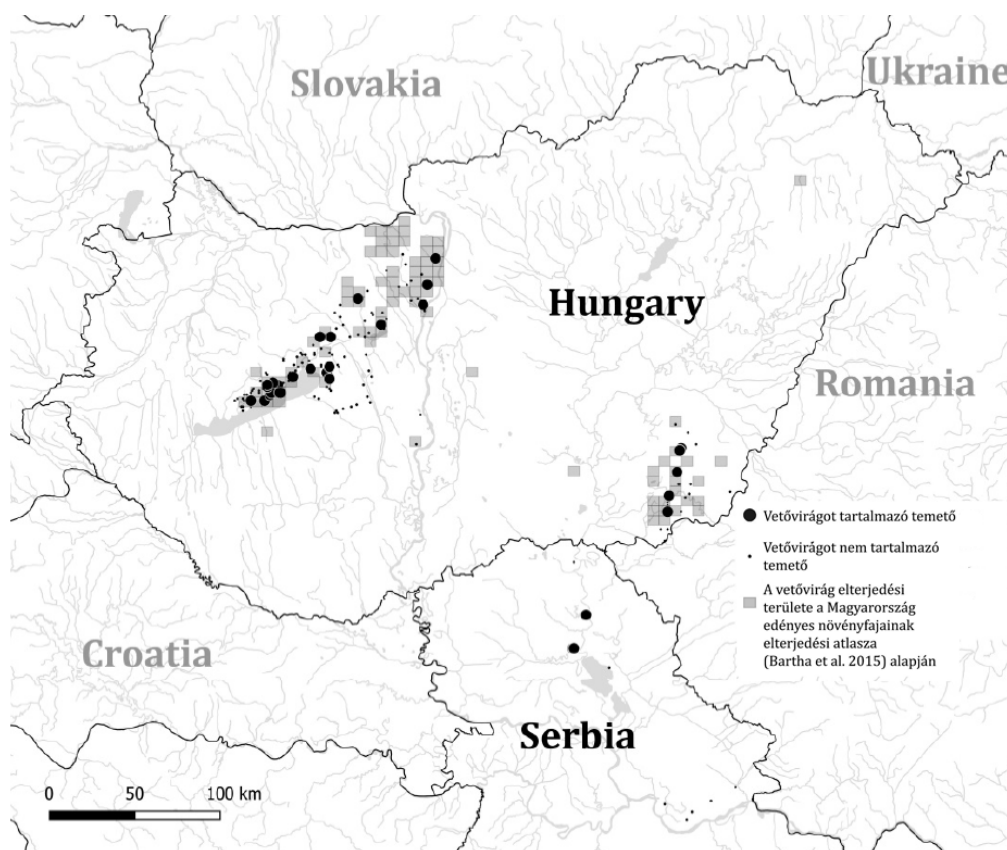 Slovakia
Ukraine
Hungary
Romania
Vetővirágot tartalmazó temető
Vetővirágot nem tartalmazó
temető
A vetővirág elterjedési
területe a Magyarország
edényes növényfajainak
elterjedési atlasza
(Bartha et al. 2015) alapján
Croatia
Serbia
0 50 100 km